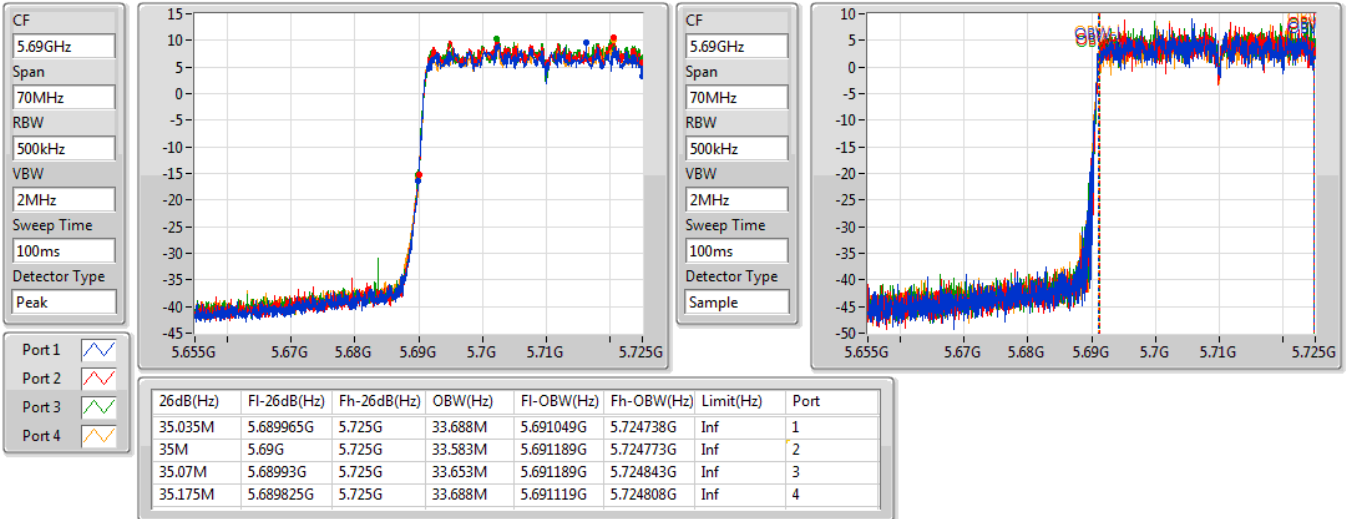 CF
5.69GHz
Span
70MHz
RBW
500kHz
VBW
2MHz
Sweep Time
100ms
Detector Type
Peak
15
10
5
0
-5
-10
-15
-20
-25
-30
-35
-40
-45
5.655G 5.67G 5.68G 5.69G 5.7G 5.71G 5.725G
CF
5.69GHz
Span
70MHz
RBW
500kHz
VBW
2MHz
Sweep Time
100ms
Detector Type
Sample
10
5
0
-5
-10
-15
-20
-25
-30
-35
-40
-45
-50
OBW
5.655G 5.67G 5.68G 5.69G 5.7G 5.71G 5.725G
Port 1
Port 2
Port 3
Port 4
26dB(Hz) Fl-26dB(Hz) Fh-26dB(Hz) OBW(Hz) Fl-OBW(Hz) Fh-OBW(Hz) Limit(Hz) Port
35.035M 5.689965G 5.725G 33.688M 5.691049G 5.724738G Inf 1
35M 5.69G 5.725G 33.583M 5.691189G 5.724773G Inf 2
35.07M 5.68993G 5.725G 33.653M 5.691189G 5.724843G Inf 3
35.175M 5.689825G 5.725G 33.688M 5.691119G 5.724808G Inf 4